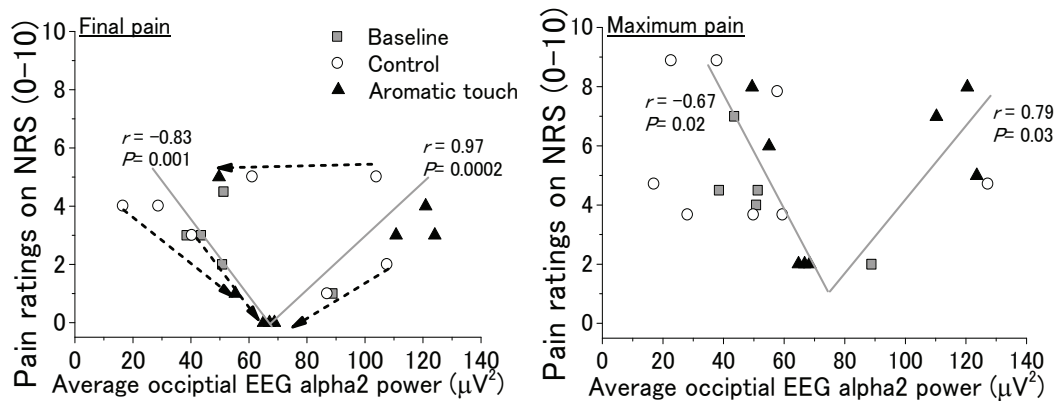 Final pain
Baseline
Control
Aromatic touch
r = −0.83
P= 0.001
r = 0.97
P= 0.0002
Pain ratings on NRS (0-10)
10
8
6
4
2
0
0 20 40 60 80 100 120 140
Average occiptial EEG alpha2 power (μV²)
Maximum pain
r = −0.67
P= 0.02
r = 0.79
P= 0.03
Pain ratings on NRS (0-10)
10
8
6
4
2
0
0 20 40 60 80 100 120 140
Average occiptial EEG alpha2 power (μV²)